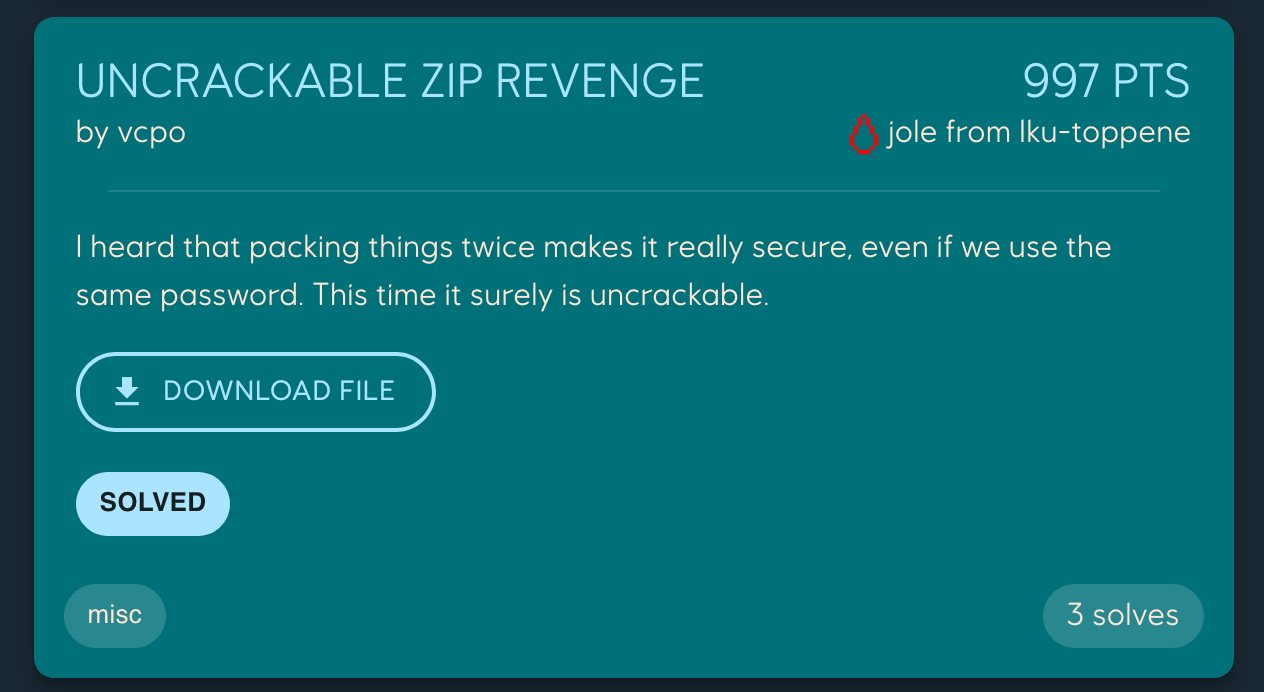 UNCRACKABLE ZIP REVENGE 997 PTS
by vcpo jole from lku-toppene
I heard that packing things twice makes it really secure, even if we use the
same password. This time it surely is uncrackable.
DOWNLOAD FILE
SOLVED
misc 3 solves